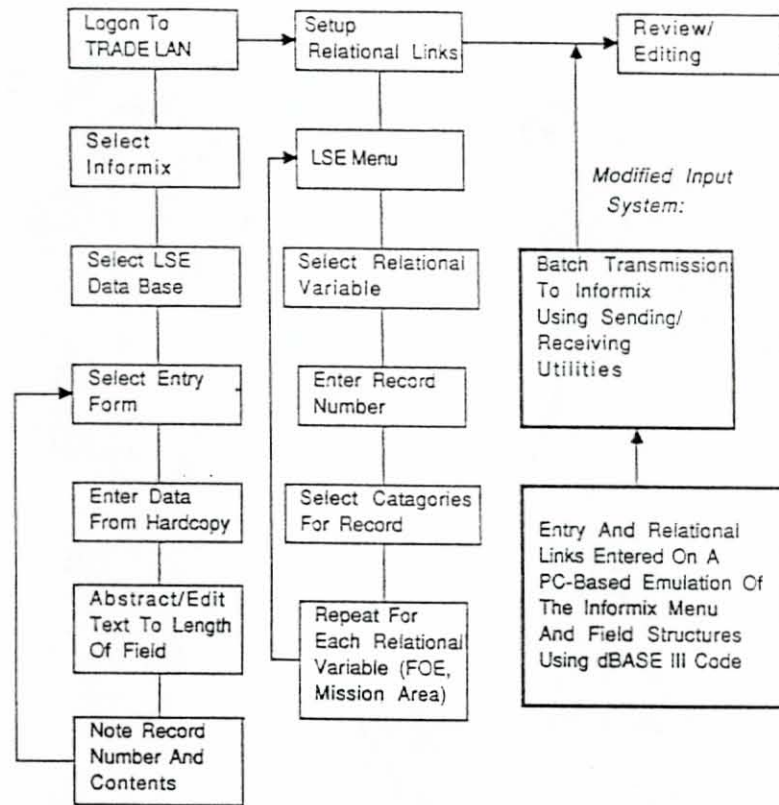 Logon To
TRADE LAN
Setup
Relational Links
Review/
Editing
Select
Informix
LSE Menu
Modified Input
System:
Select LSE
Data Base
Select Relational
Variable
Batch Transmission
To Informix
Using Sending/
Receiving
Utilities
Select Entry
Form
Enter Record
Number
Enter Data
From Hardcopy
Select Catagories
For Record
Entry And Relational
Links Entered On A
PC-Based Emulation Of
The Informix Menu
And Field Structures
Using dBASE III Code
Abstract/Edit
Text To Length
Of Field
Repeat For
Each Relational
Variable (FOE,
Mission Area)
Note Record
Number And
Contents